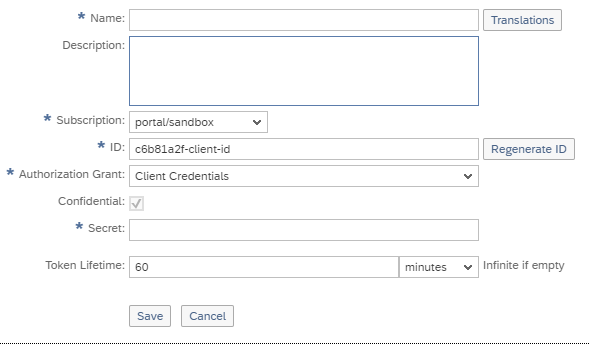 * Name: Translations
Description:
* Subscription: portal/sandbox
* ID: c6b81a2f-client-id Regenerate ID
* Authorization Grant: Client Credentials
Confidential:
* Secret:
Token Lifetime: 60 minutes Infinite if empty
Save Cancel